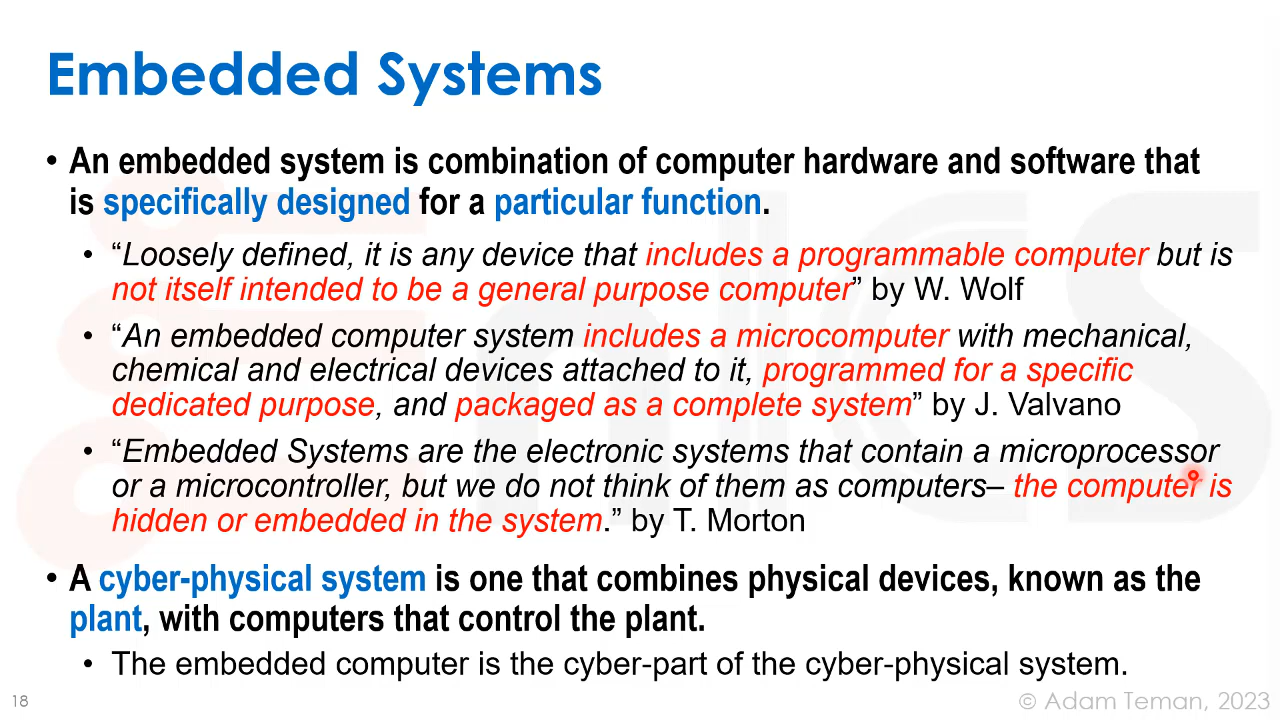 Embedded Systems
• An embedded system is combination of computer hardware and software that
is specifically designed for a particular function.
• “Loosely defined, it is any device that includes a programmable computer but is
not itself intended to be a general purpose computer” by W. Wolf
• “An embedded computer system includes a microcomputer with mechanical,
chemical and electrical devices attached to it, programmed for a specific
dedicated purpose, and packaged as a complete system” by J. Valvano
• “Embedded Systems are the electronic systems that contain a microprocessor
or a microcontroller, but we do not think of them as computers– the computer is
hidden or embedded in the system.” by T. Morton
• A cyber-physical system is one that combines physical devices, known as the
plant, with computers that control the plant.
• The embedded computer is the cyber-part of the cyber-physical system.
18
© Adam Teman, 2023